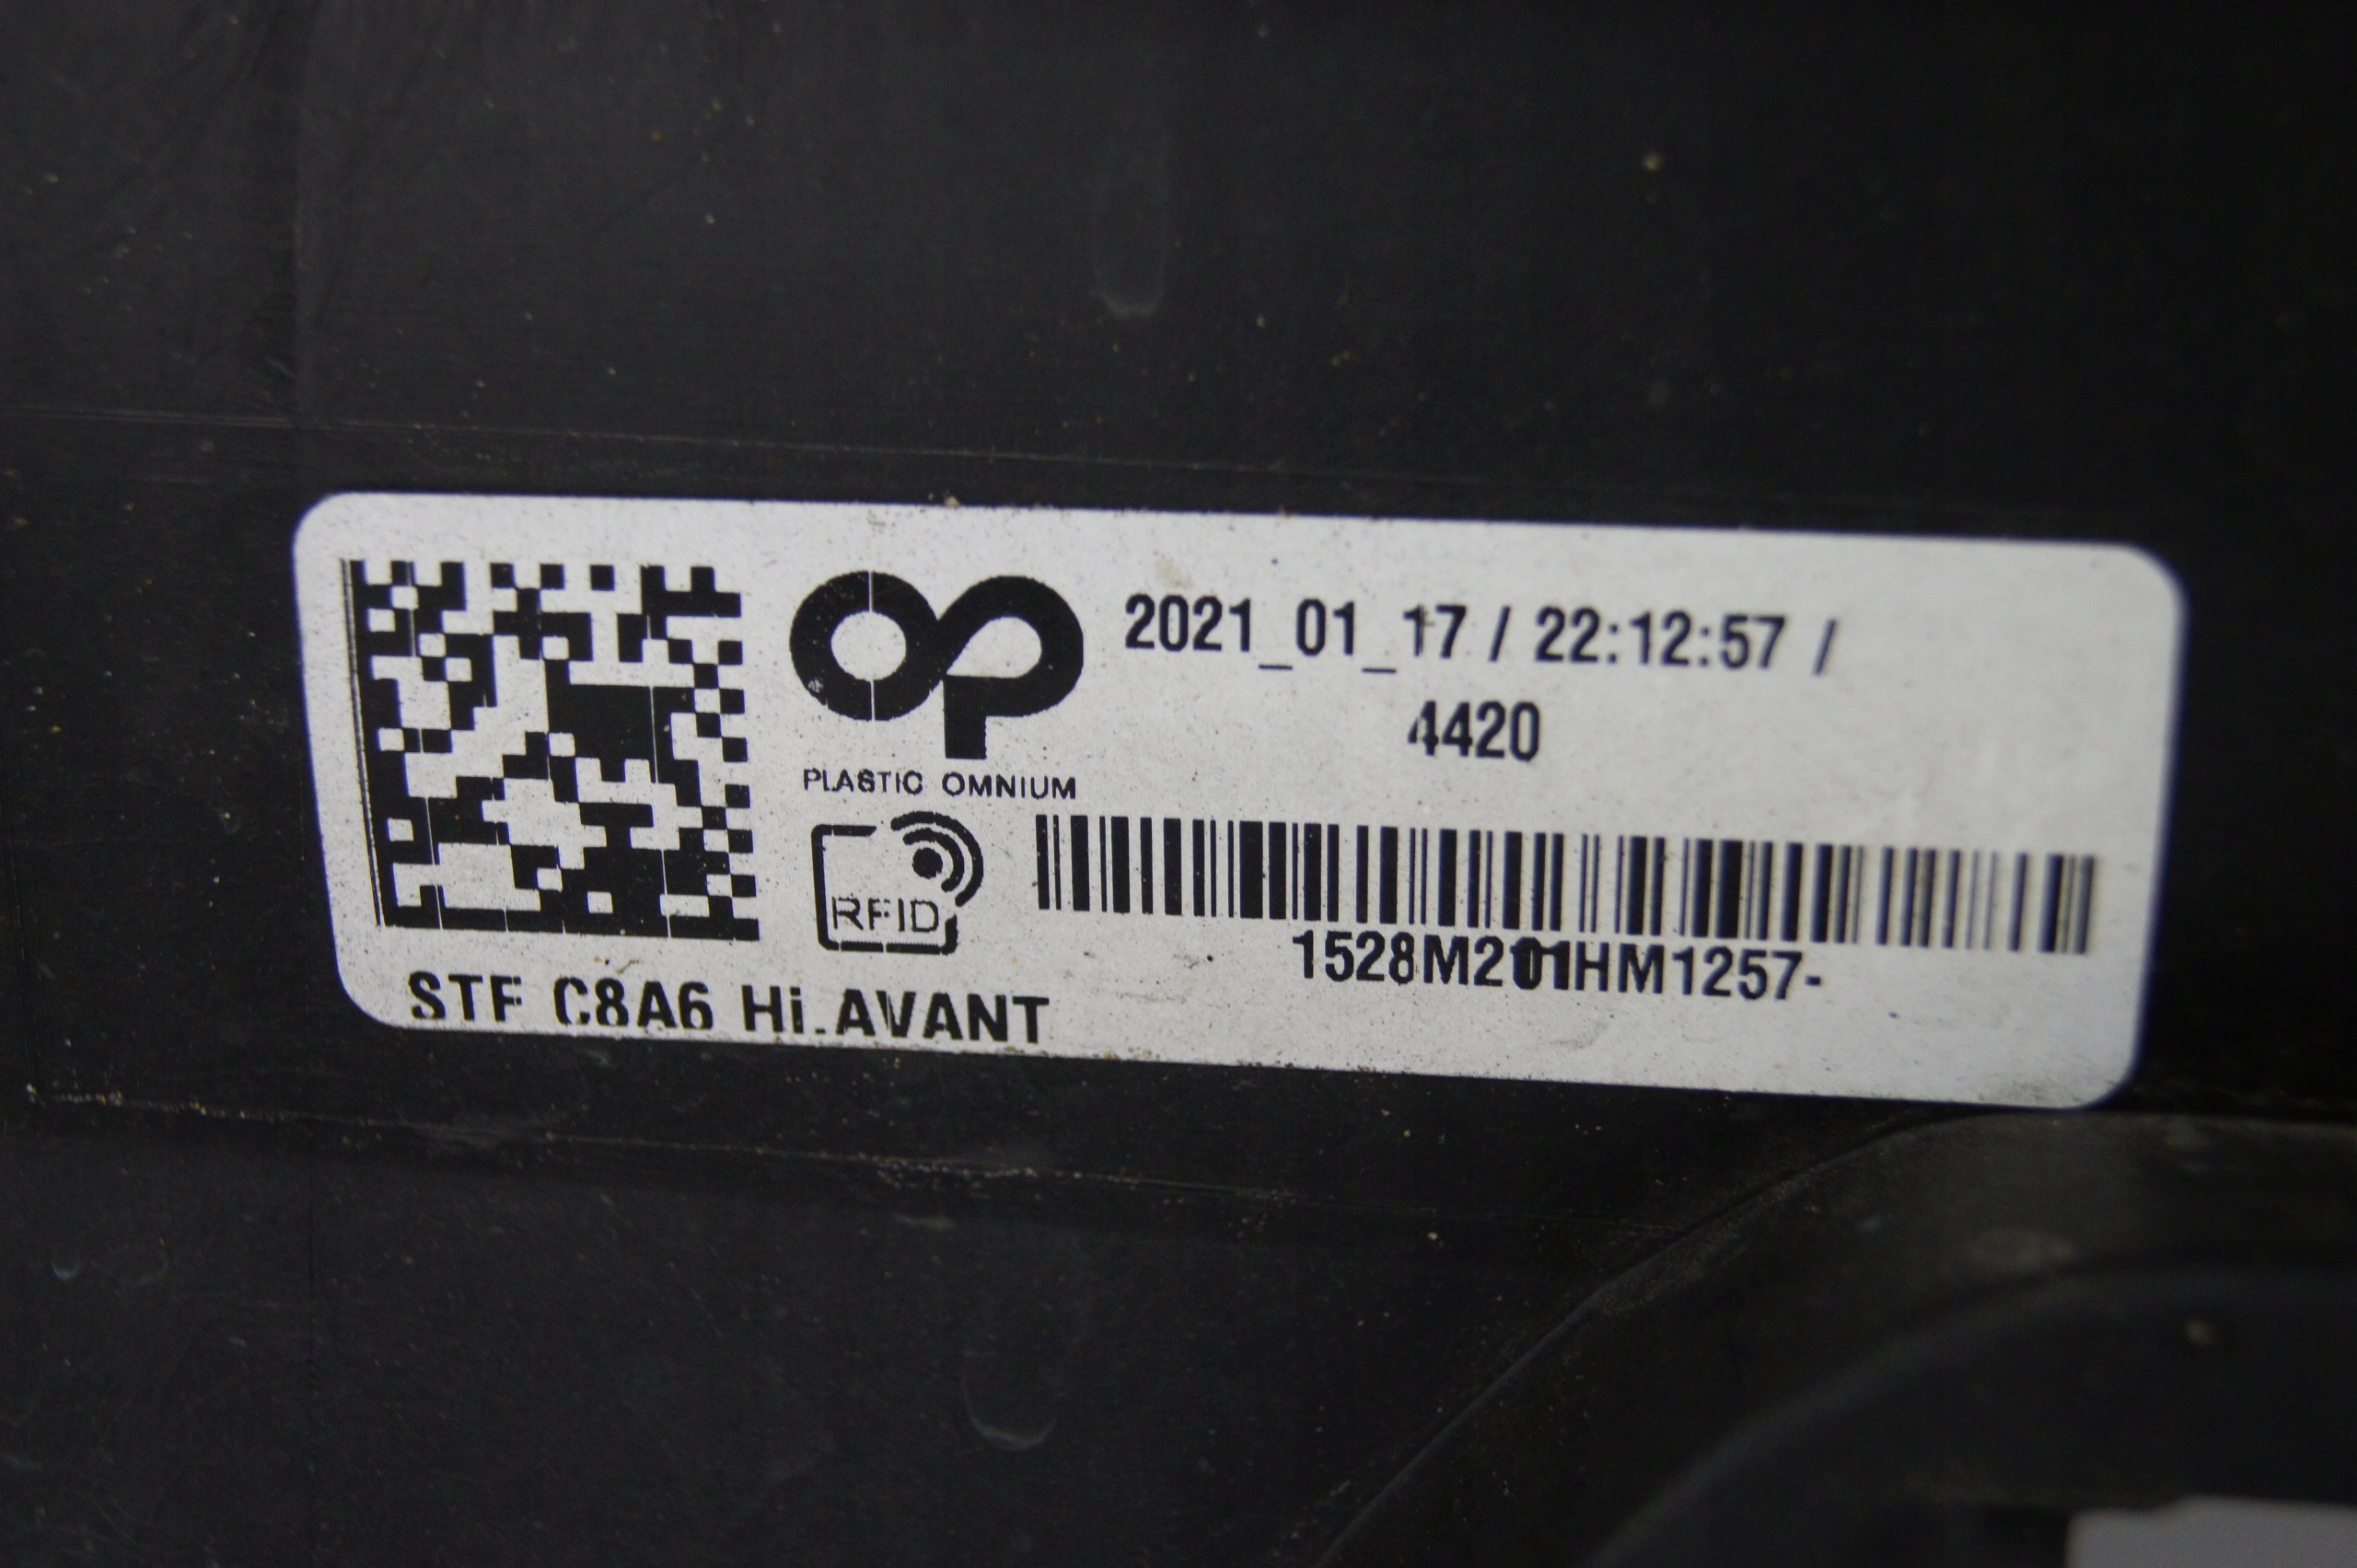 2021_01_17 / 22:12:57 /
4420
PLASTIC OMNIUM
RFID
1528M201HM1257-
STF C8A6 Hi.AVANT